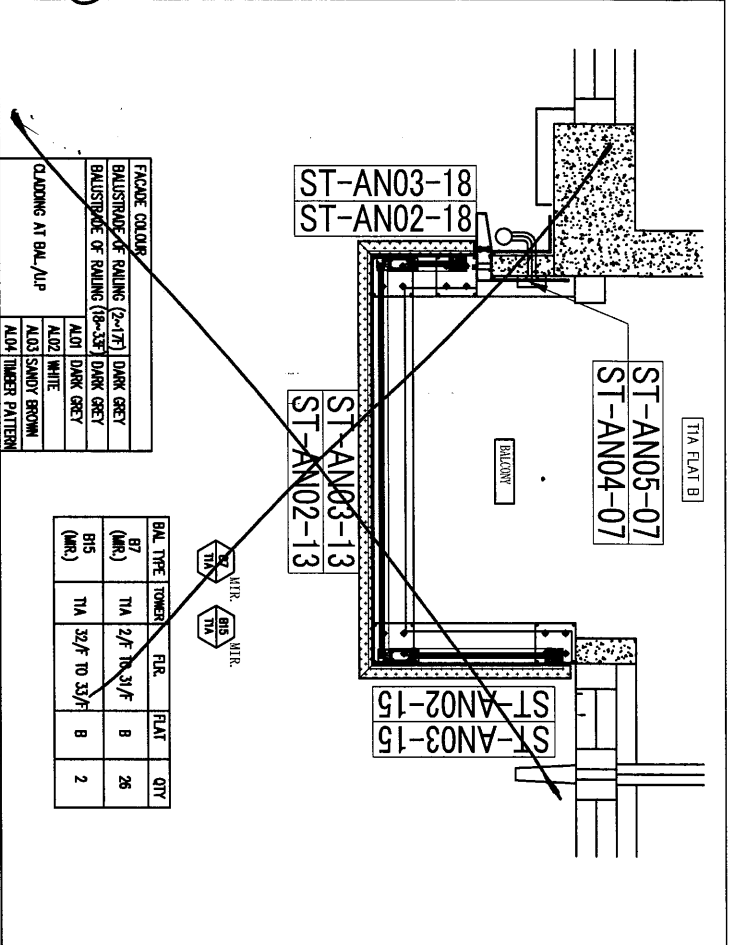 ST-AN03-18
ST-AN02-18
ST-AN05-07
ST-AN04-07
T1A FLAT B
BALCONY
ST-AN03-13
ST-AN02-13
ST-AN02-15
ST-AN03-15
FACADE COLOUR
BALUSTRADE OF RAILING (2~17F) DARK GREY
BALUSTRADE OF RAILING (18~33F) DARK GREY
CLADDING AT BAL./U.P
AL01 DARK GREY
AL02 WHITE
AL03 SANDY BROWN
AL04 TIMBER PATTERN
B7 T1A MIR.
B15 T1A MIR.
BAL TYPE TOWER FLR. FLAT QTY
B7 (MIR.) T1A 2/F TO 31/F B 26
B15 (MIR.) T1A 32/F TO 33/F B 2